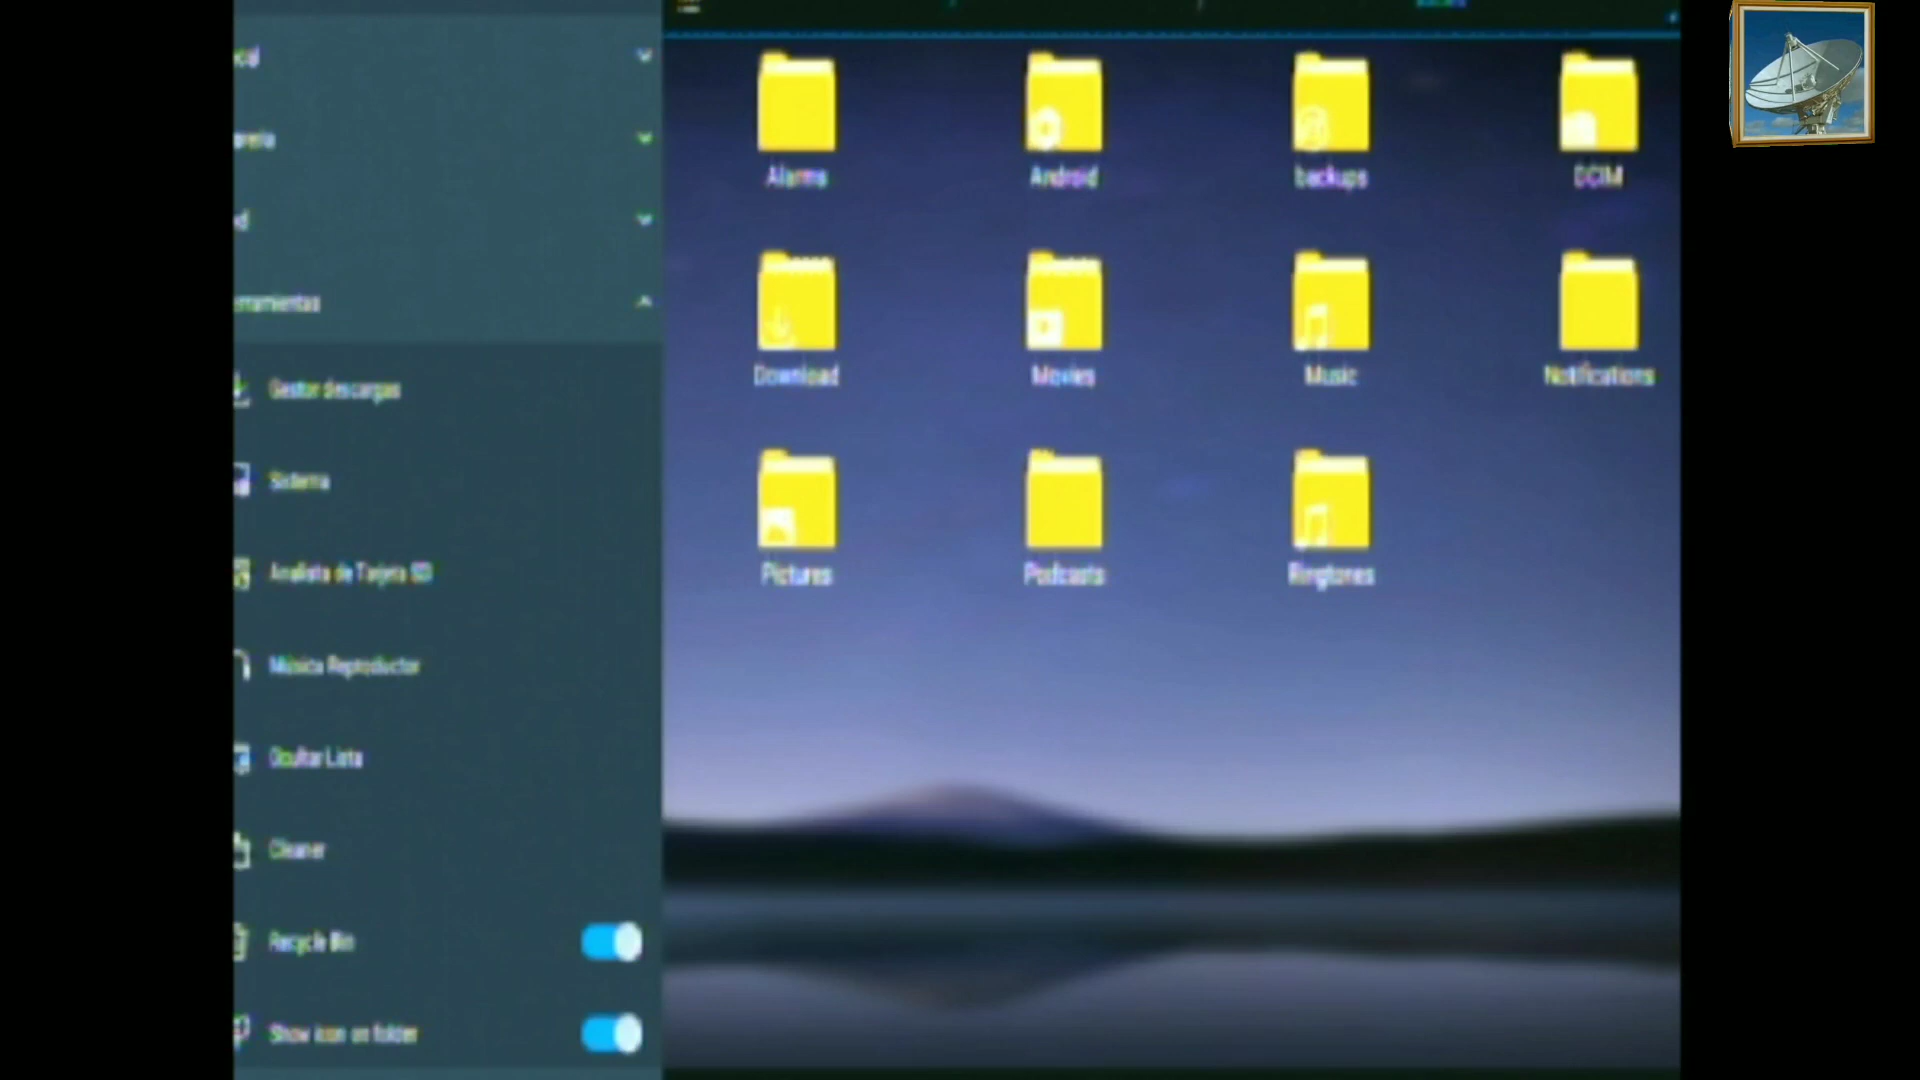 Alarms
Android
backups
DCIM
Download
Movies
Music
Notifications
Pictures
Podcasts
Ringtones
erramientas
Gestor descargas
Sistema
Analista de Tarjeta SD
Música Reproductor
Ocultar Lista
Cleaner
Recycle Bin
Show icon on folder